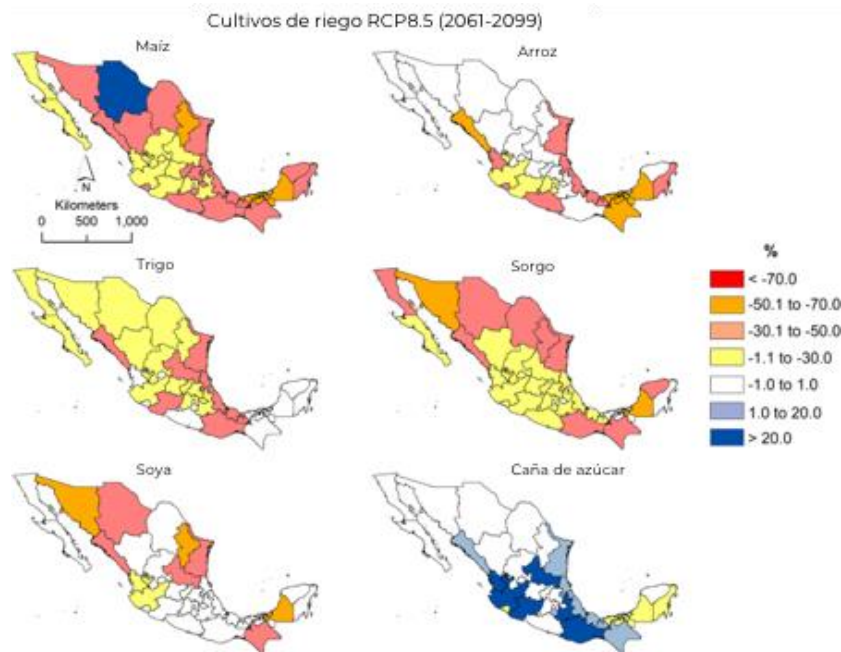 Cultivos de riego RCP8.5 (2061-2099)
Maíz
Arroz
N
Kilometers
0 500 1,000
Trigo
Sorgo
%
< -70.0
-50.1 to -70.0
-30.1 to -50.0
-1.1 to -30.0
-1.0 to 1.0
1.0 to 20.0
> 20.0
Soya
Caña de azúcar